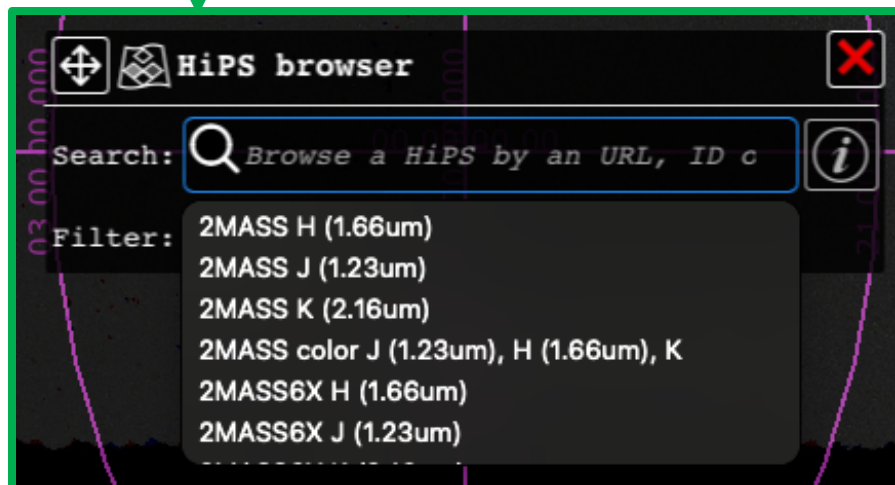 HiPS browser
Search: Browse a HiPS by an URL, ID
Filter:
2MASS H (1.66um)
2MASS J (1.23um)
2MASS K (2.16um)
2MASS color J (1.23um), H (1.66um), K
2MASS6X H (1.66um)
2MASS6X J (1.23um)